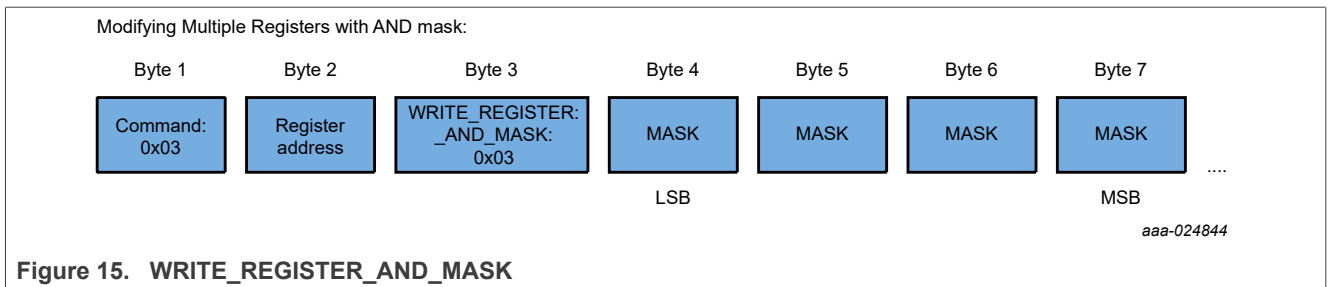 Modifying Multiple Registers with AND mask:
Byte 1 Byte 2 Byte 3 Byte 4 Byte 5 Byte 6 Byte 7
Command:
0x03
Register
address
WRITE_REGISTER:
_AND_MASK:
0x03
MASK
MASK
MASK
MASK
....
LSB MSB
aaa-024844
Figure 15. WRITE_REGISTER_AND_MASK